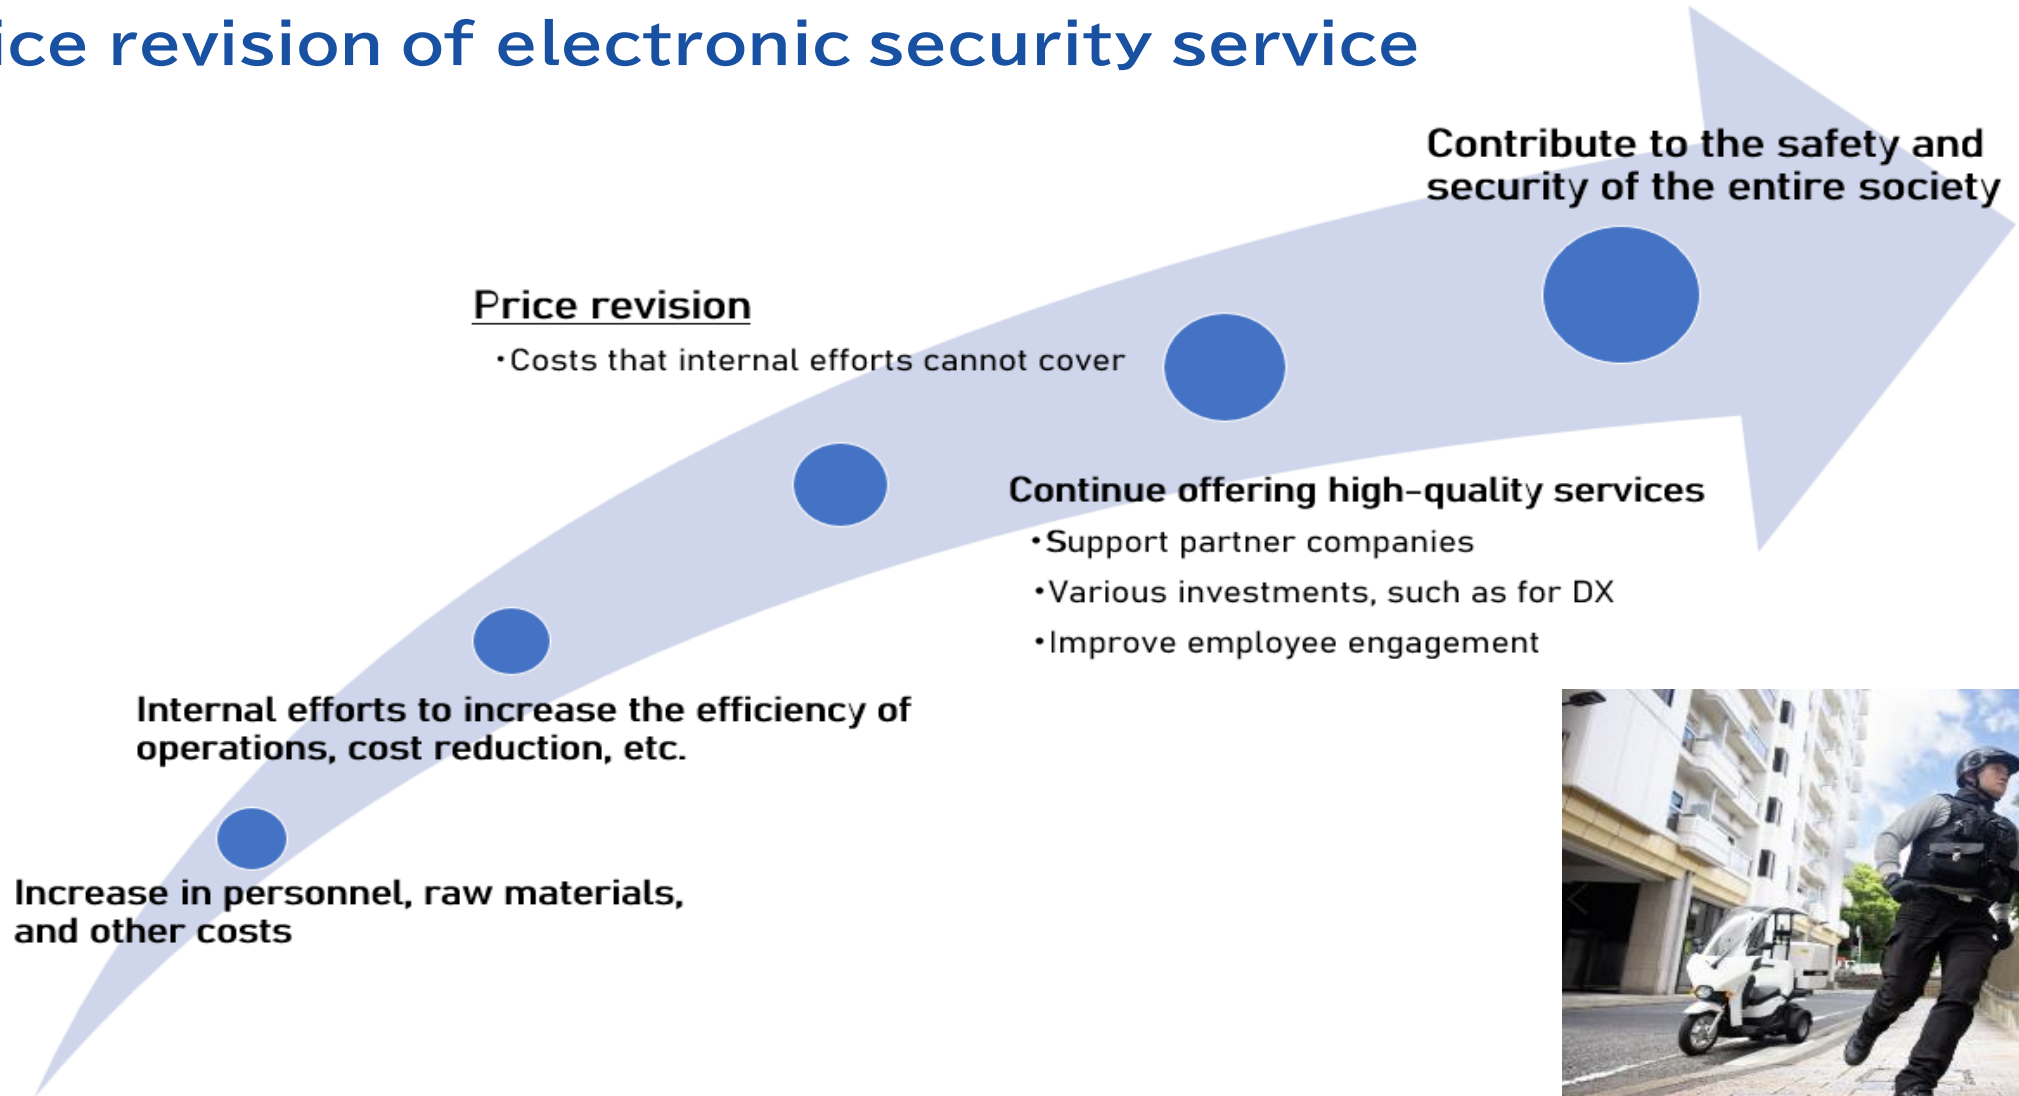 ice revision of electronic security service
Contribute to the safety and
security of the entire society
Price revision
・Costs that internal efforts cannot cover
Continue offering high-quality services
・Support partner companies
・Various investments, such as for DX
・Improve employee engagement
Internal efforts to increase the efficiency of
operations, cost reduction, etc.
Increase in personnel, raw materials,
and other costs